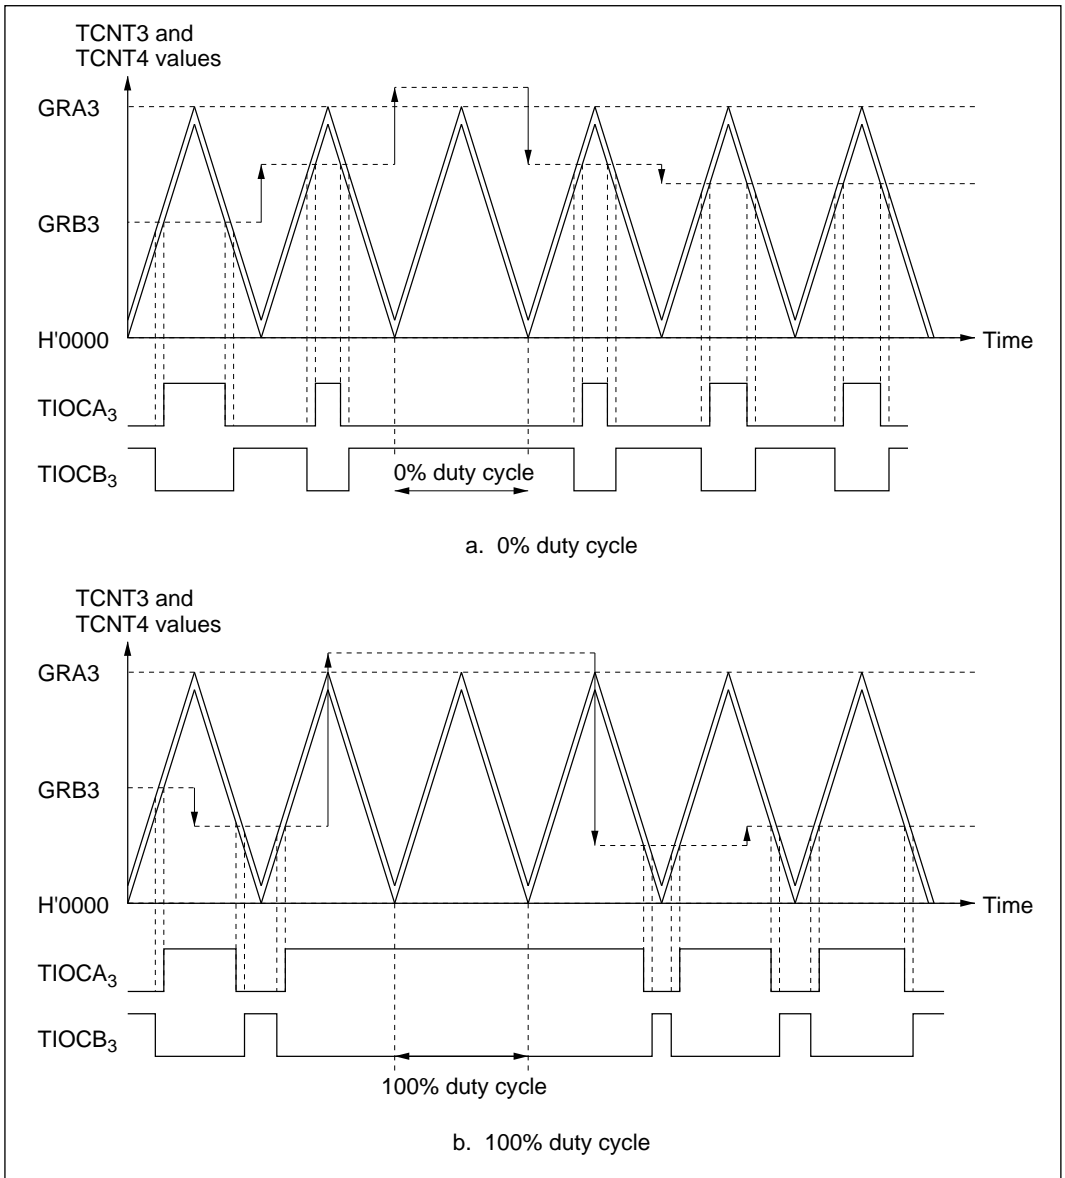 TCNT3 and
TCNT4 values
GRA3
GRB3
H'0000
Time
TIOCA3
TIOCB3
0% duty cycle
a. 0% duty cycle
TCNT3 and
TCNT4 values
GRA3
GRB3
H'0000
Time
TIOCA3
TIOCB3
100% duty cycle
b. 100% duty cycle